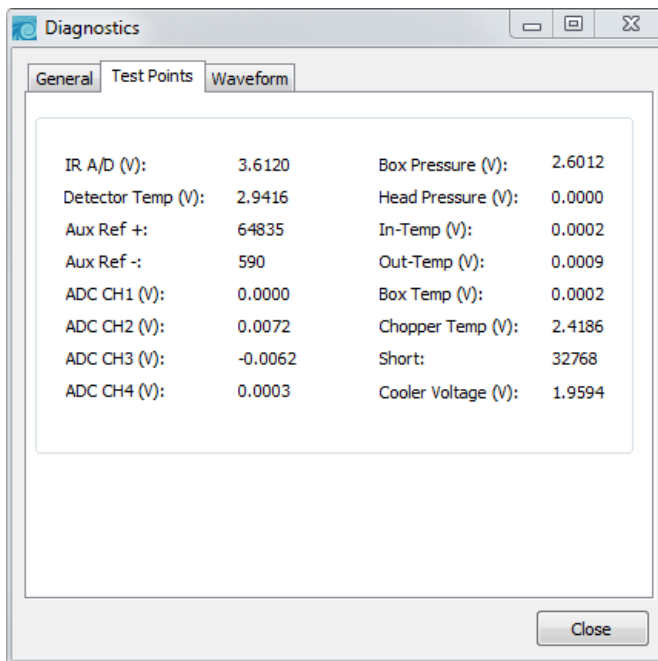 Diagnostics
General Test Points Waveform
IR A/D (V): 3.6120 Box Pressure (V): 2.6012
Detector Temp (V): 2.9416 Head Pressure (V): 0.0000
Aux Ref +: 64835 In-Temp (V): 0.0002
Aux Ref -: 590 Out-Temp (V): 0.0009
ADC CH1 (V): 0.0000 Box Temp (V): 0.0002
ADC CH2 (V): 0.0072 Chopper Temp (V): 2.4186
ADC CH3 (V): -0.0062 Short: 32768
ADC CH4 (V): 0.0003 Cooler Voltage (V): 1.9594
Close